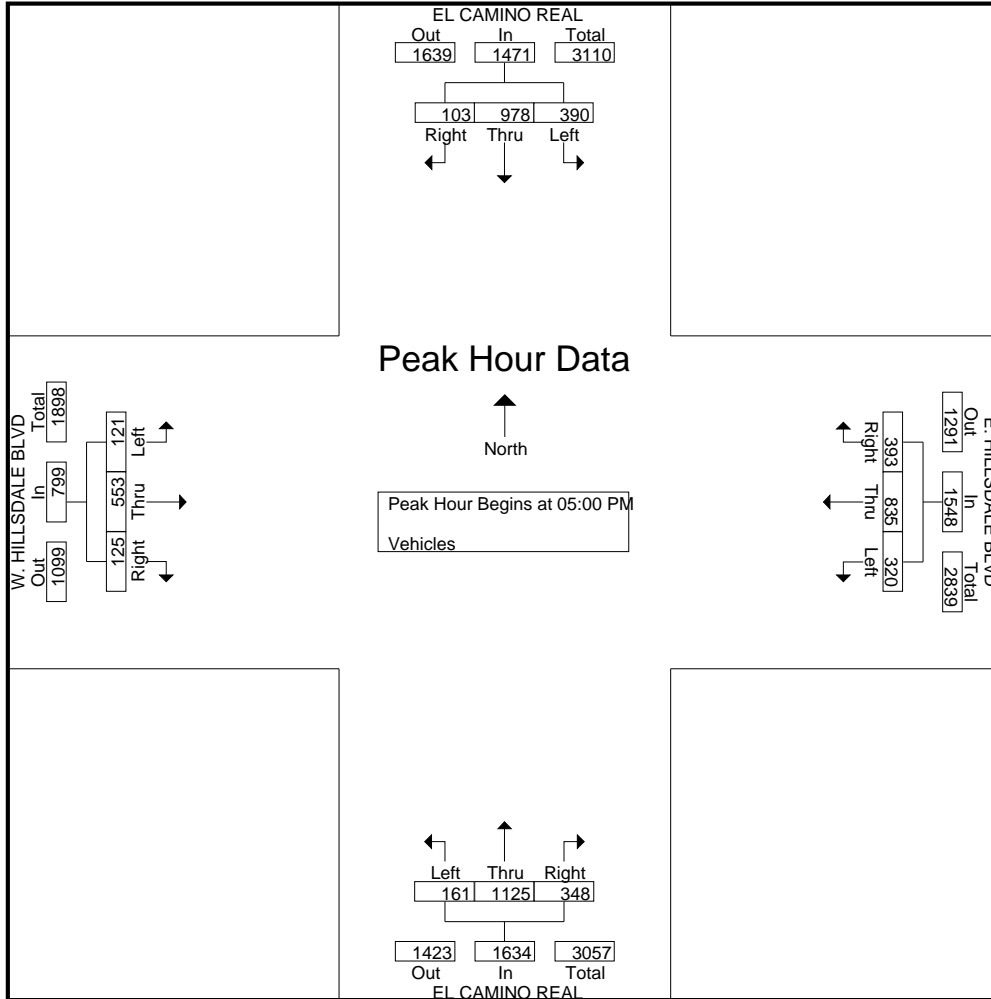 EL CAMINO REAL
Out In Total
1639 1471 3110
103 978 390
Right Thru Left
Peak Hour Data
North
Peak Hour Begins at 05:00 PM
Vehicles
W. HILLSDALE BLVD
Out In Total
1099 799 1898
Right Thru Left
125 553 121
E. HILLSDALE BLVD
Out In Total
1291 1548 2839
Right Thru Left
393 835 320
Left Thru Right
161 1125 348
1423 1634 3057
Out In Total
EL CAMINO REAL